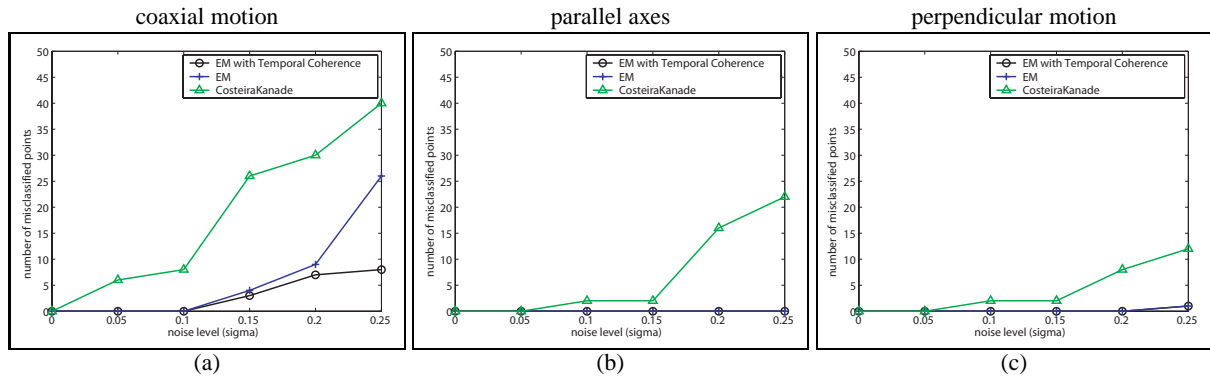 coaxial motion
parallel axes
perpendicular motion
number of misclassified points
50
45
40
35
30
25
20
15
10
5
0
EM with Temporal Coherence
EM
CosteiraKanade
0
0.05
0.1
0.15
0.2
0.25
noise level (sigma)
(a)
number of misclassified points
50
45
40
35
30
25
20
15
10
5
0
EM with Temporal Coherence
EM
CosteiraKanade
0
0.05
0.1
0.15
0.2
0.25
noise level (sigma)
(b)
number of misclassified points
50
45
40
35
30
25
20
15
10
5
0
EM with Temporal Coherence
EM
CosteiraKanade
0
0.05
0.1
0.15
0.2
0.25
noise level (sigma)
(c)